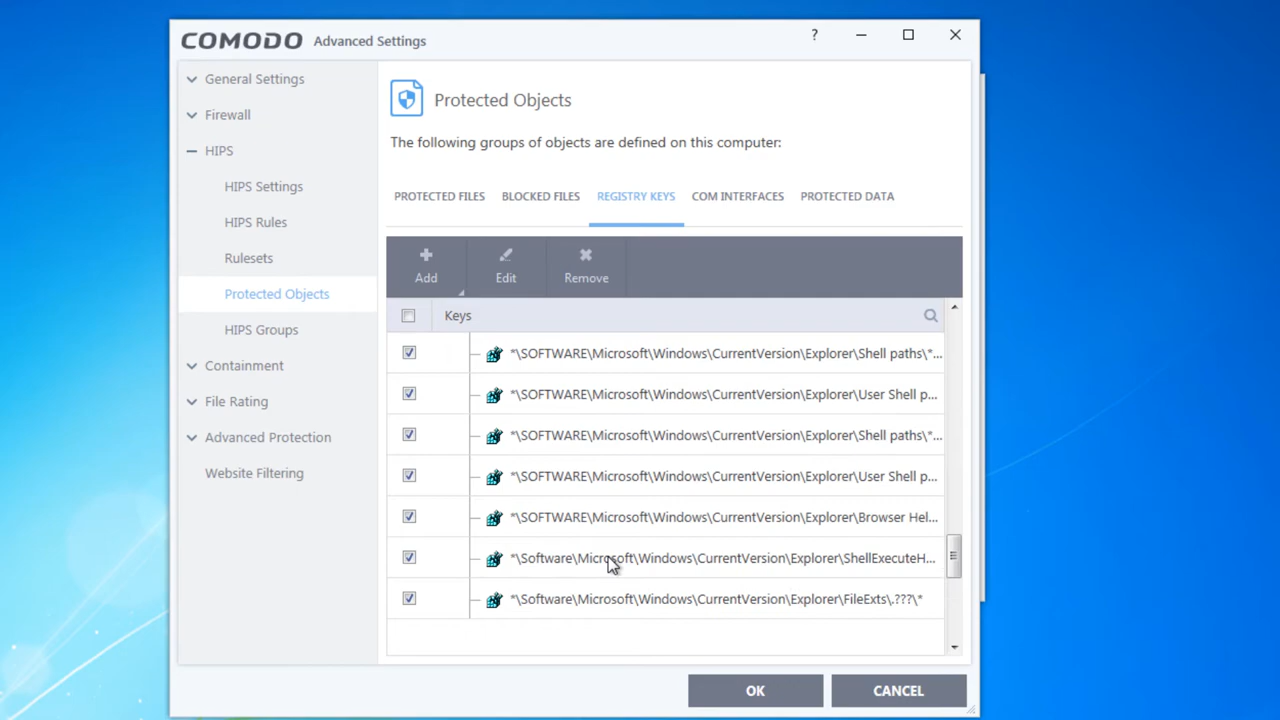 COMODO Advanced Settings ?
General Settings
Firewall
HIPS
HIPS Settings
HIPS Rules
Rulesets
Protected Objects
HIPS Groups
Containment
File Rating
Advanced Protection
Website Filtering
Protected Objects
The following groups of objects are defined on this computer:
PROTECTED FILES BLOCKED FILES REGISTRY KEYS COM INTERFACES PROTECTED DATA
Add Edit Remove
Keys
*\SOFTWARE\Microsoft\Windows\CurrentVersion\Explorer\Shell paths\*...
*\SOFTWARE\Microsoft\Windows\CurrentVersion\Explorer\User Shell p...
*\SOFTWARE\Microsoft\Windows\CurrentVersion\Explorer\Shell paths\*...
*\SOFTWARE\Microsoft\Windows\CurrentVersion\Explorer\User Shell p...
*\SOFTWARE\Microsoft\Windows\CurrentVersion\Explorer\Browser Hel...
*\Software\Microsoft\Windows\CurrentVersion\Explorer\ShellExecuteH...
*\Software\Microsoft\Windows\CurrentVersion\Explorer\FileExts\.???\*
OK CANCEL